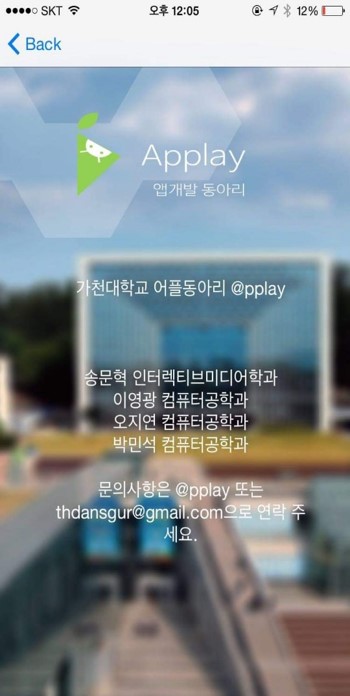 SKT 오후 12:05 12%
Back
Applay
앱개발 동아리
가천대학교 어플동아리 @pplay
송문혁 인터렉티브미디어학과
이영광 컴퓨터공학과
오지연 컴퓨터공학과
박민석 컴퓨터공학과
문의사항은 @pplay 또는
thdansgur@gmail.com으로 연락 주
세요.